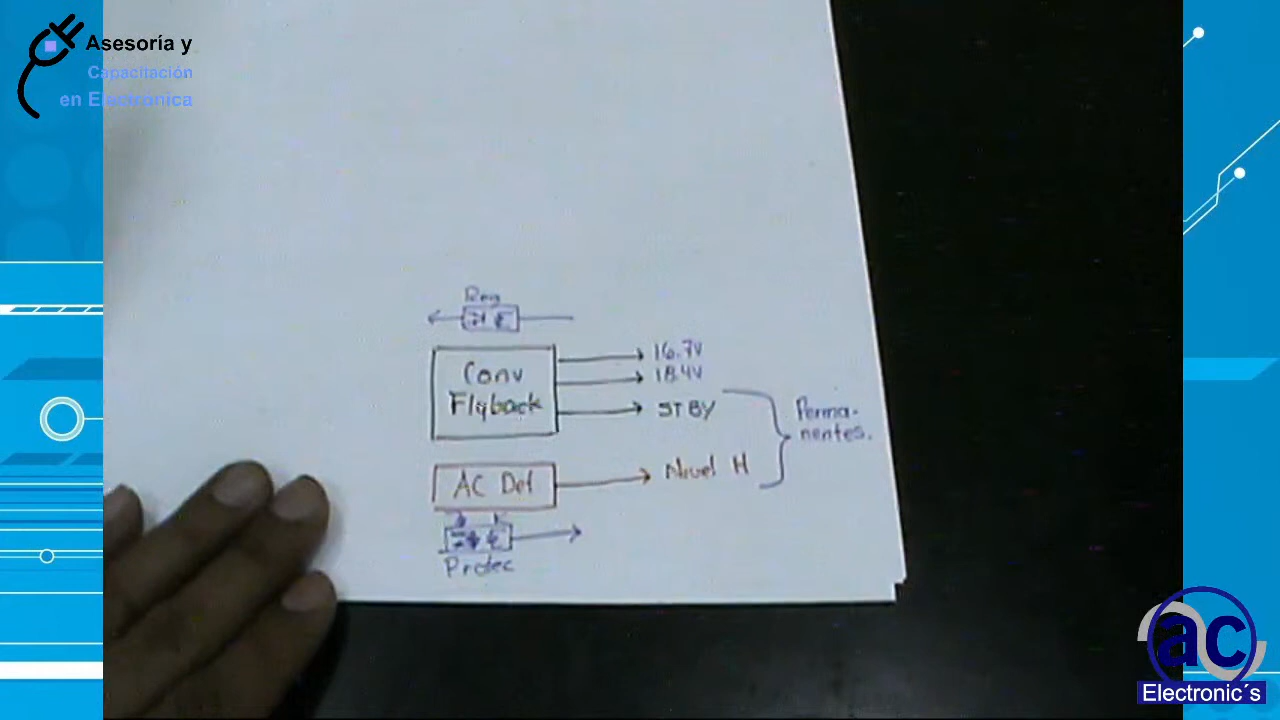 Asesoría y
Capacitación
en Electrónica
Reg
Conv
Flyback
16.7V
18.4V
STBY
Perma-
nentes.
AC Det
Nivel H
Protec
ac
Electronic´s